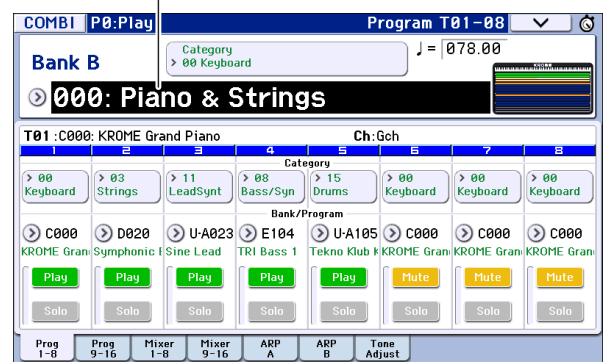 COMBI P0:Play Program T01-08
Bank B
Category
> 00 Keyboard
♩= 078.00
000: Piano & Strings
T01 :C000: KROME Grand Piano Ch:Gch
1 2 3 4 5 6 7 8
Category
> 00 Keyboard
> 03 Strings
> 11 LeadSynt
> 08 Bass/Syn
> 15 Drums
> 00 Keyboard
> 00 Keyboard
> 00 Keyboard
Bank/Program
C000 D020 U-A023 E104 U-A105 C000 C000 C000
KROME Gran Symphonic E Sine Lead TRI Bass 1 Tekno Klub K KROME Gran KROME Gran KROME Gran
Play Play Play Play Play Mute Mute Mute
Solo Solo Solo Solo Solo Solo Solo Solo
Prog 1-8
Prog 9-16
Mixer 1-8
Mixer 9-16
ARP A
ARP B
Tone Adjust